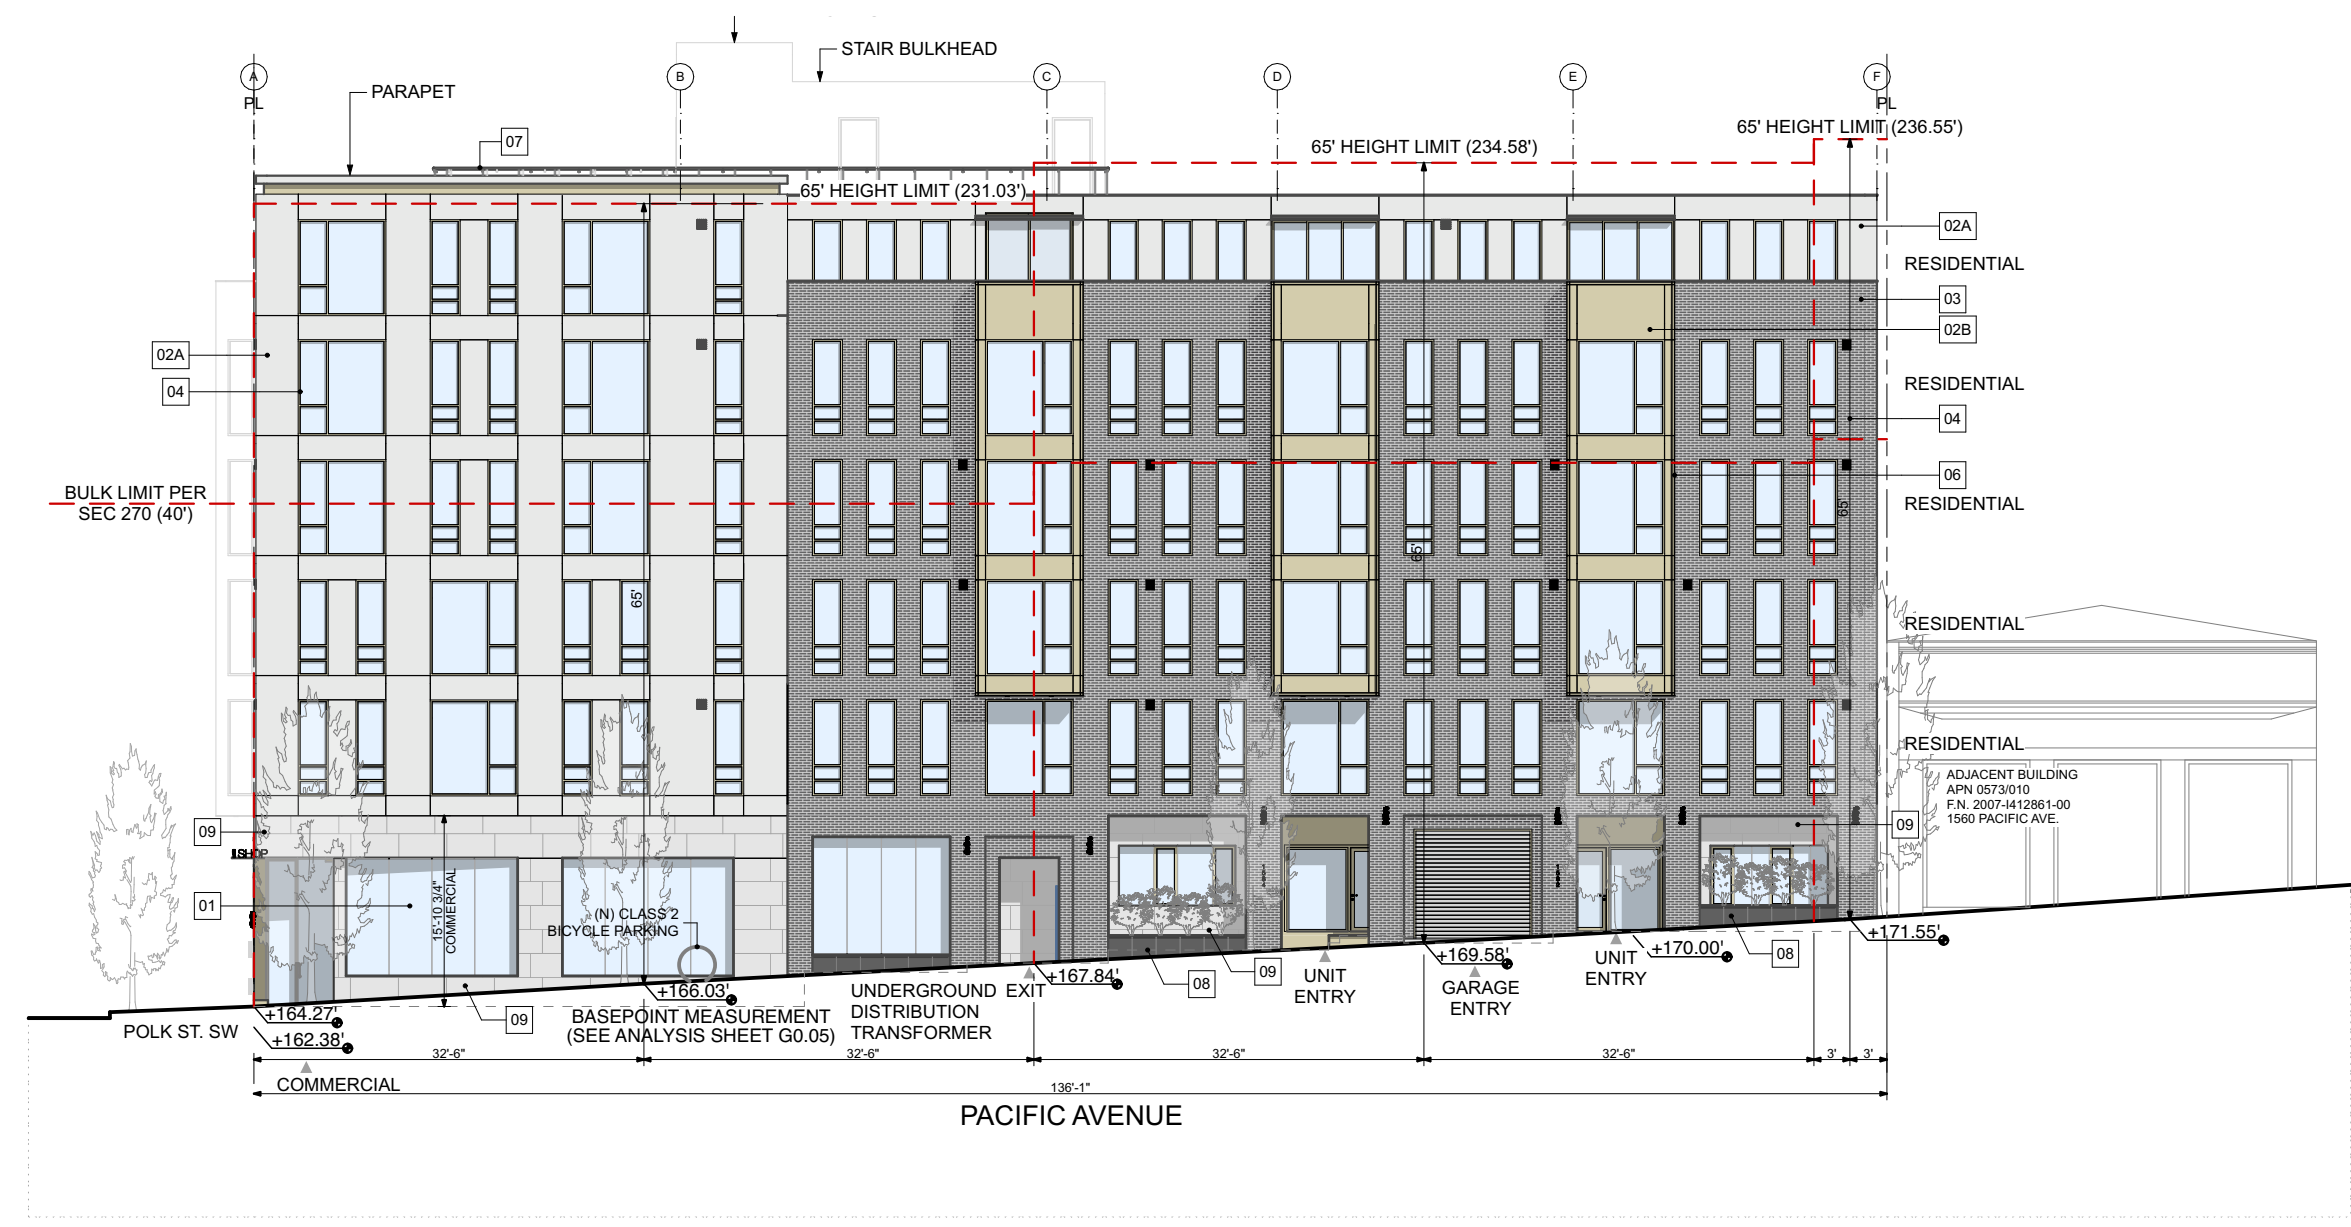 STAIR BULKHEAD
A
B
C
D
E
F
PL
PL
PARAPET
07
65' HEIGHT LIMIT (236.55')
65' HEIGHT LIMIT (234.58')
65' HEIGHT LIMIT (231.03')
02A
RESIDENTIAL
03
02B
02A
04
RESIDENTIAL
04
06
BULK LIMIT PER
SEC 270 (40')
RESIDENTIAL
65'
65'
65'
RESIDENTIAL
RESIDENTIAL
ADJACENT BUILDING
APN 0573/010
F.N. 2007-I412861-00
1560 PACIFIC AVE.
09
09
01
15'-10 3/4"
COMMERCIAL
(N) CLASS 2
BICYCLE PARKING
+171.55'
+170.00'
08
+169.58'
UNIT
ENTRY
GARAGE
ENTRY
UNIT
ENTRY
09
08
+167.84'
EXIT
UNDERGROUND
DISTRIBUTION
TRANSFORMER
+166.03'
BASEPOINT MEASUREMENT
(SEE ANALYSIS SHEET G0.05)
09
+164.27'
POLK ST. SW
+162.38'
32'-6"
32'-6"
32'-6"
32'-6"
3'
3'
COMMERCIAL
136'-1"
PACIFIC AVENUE